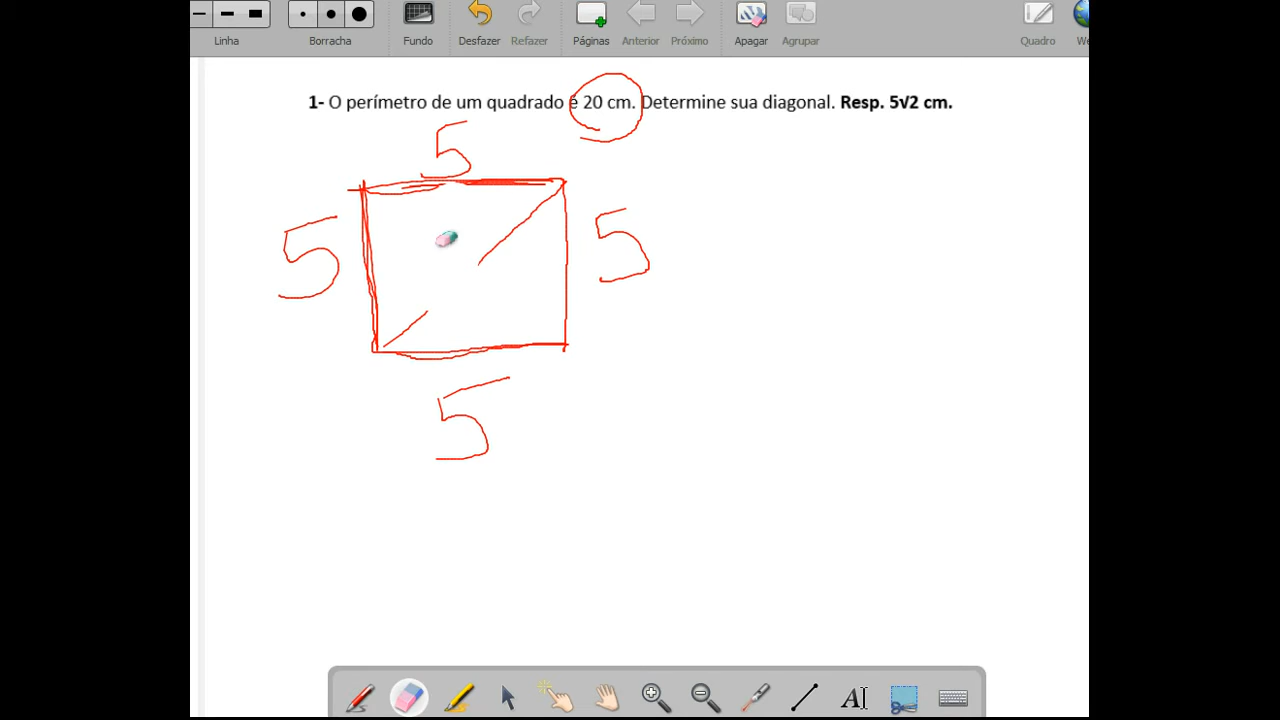 Linha Borracha Fundo Desfazer Refazer Páginas Anterior Próximo Apagar Agrupar Quadro We
1- O perímetro de um quadrado é 20 cm. Determine sua diagonal. Resp. 5√2 cm.
5
5 5
5
A